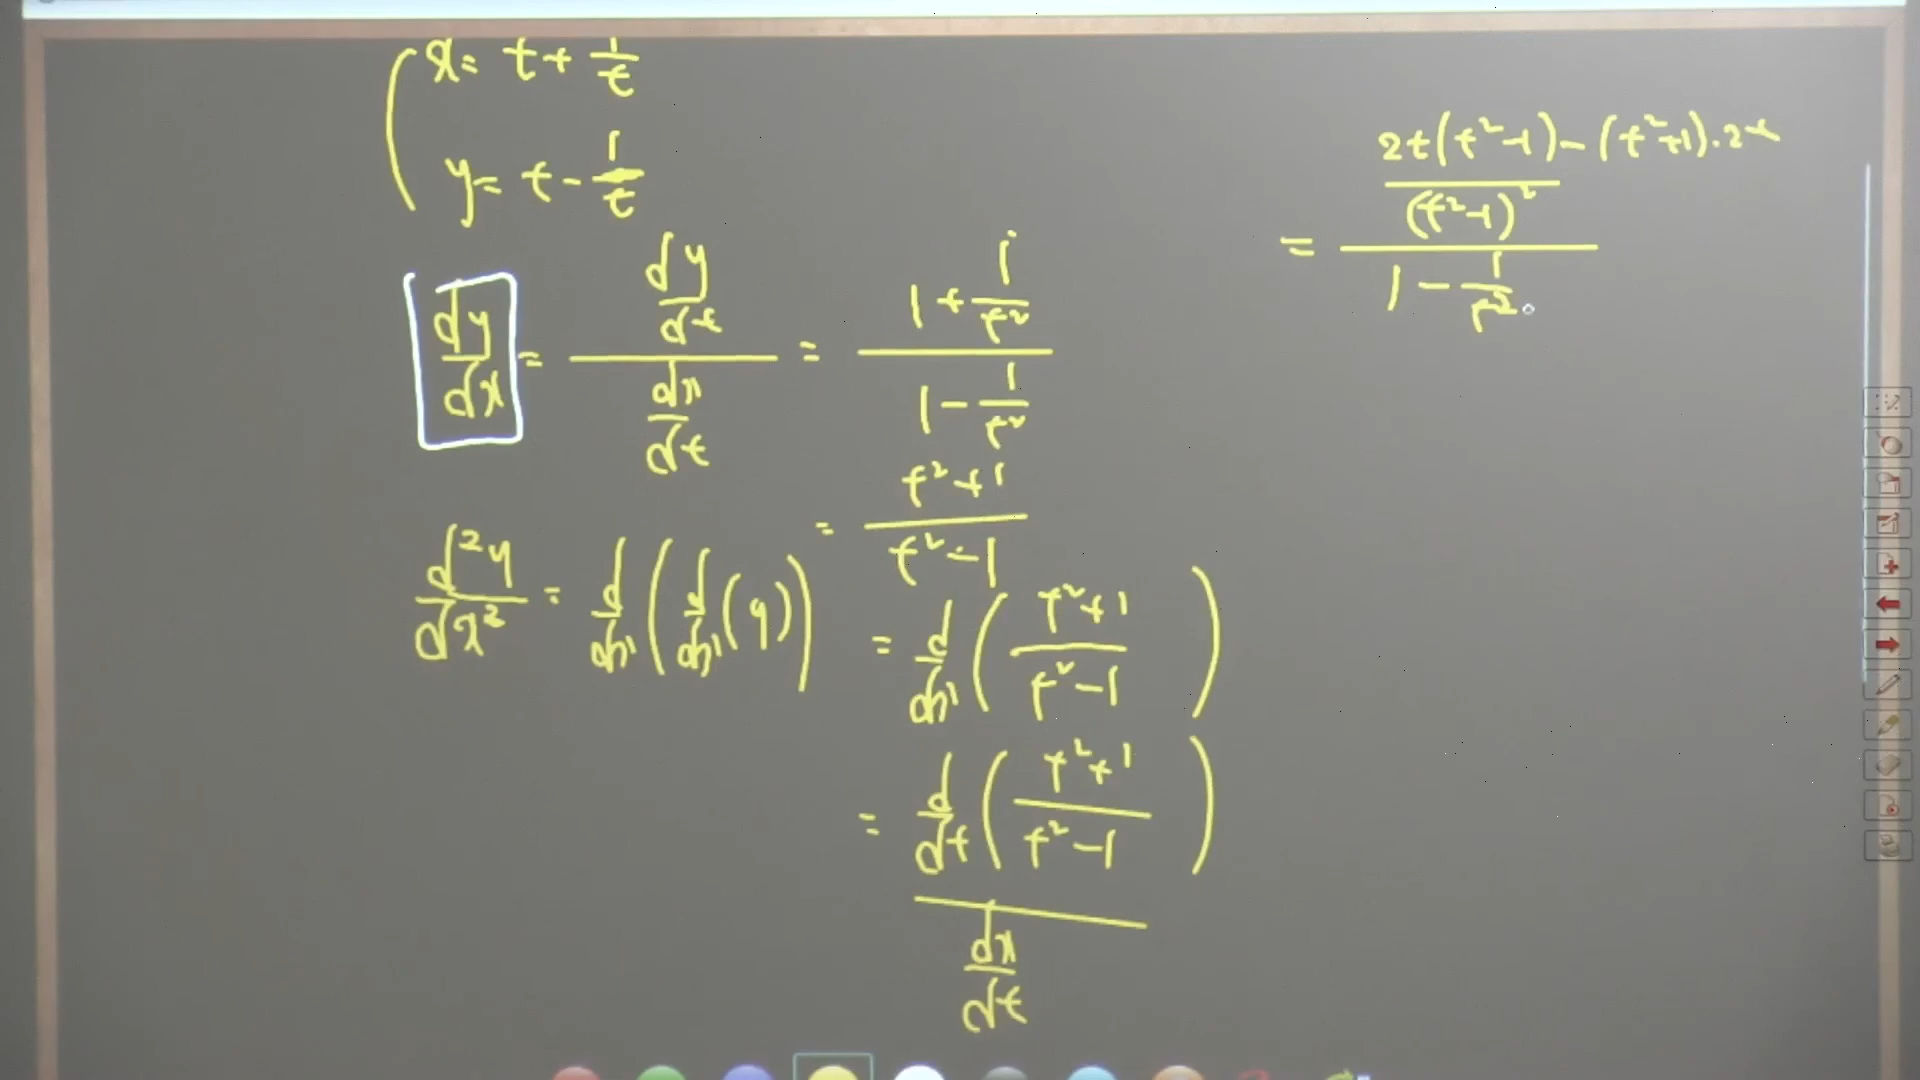 x = t + 1/t
y = t - 1/t
dy/dx = (dy/dt)/(dx/dt) = (1 + 1/t²)/(1 - 1/t²)
= (t²+1)/(t²-1)
d²y/dx² = d/dx (d/dx (y)) = d/dx ((t²+1)/(t²-1))
= d/dt ((t²+1)/(t²-1)) / (dx/dt)
= ((2t(t²-1) - (t²+1).2t)/(t²-1)²)/(1 - 1/t²)